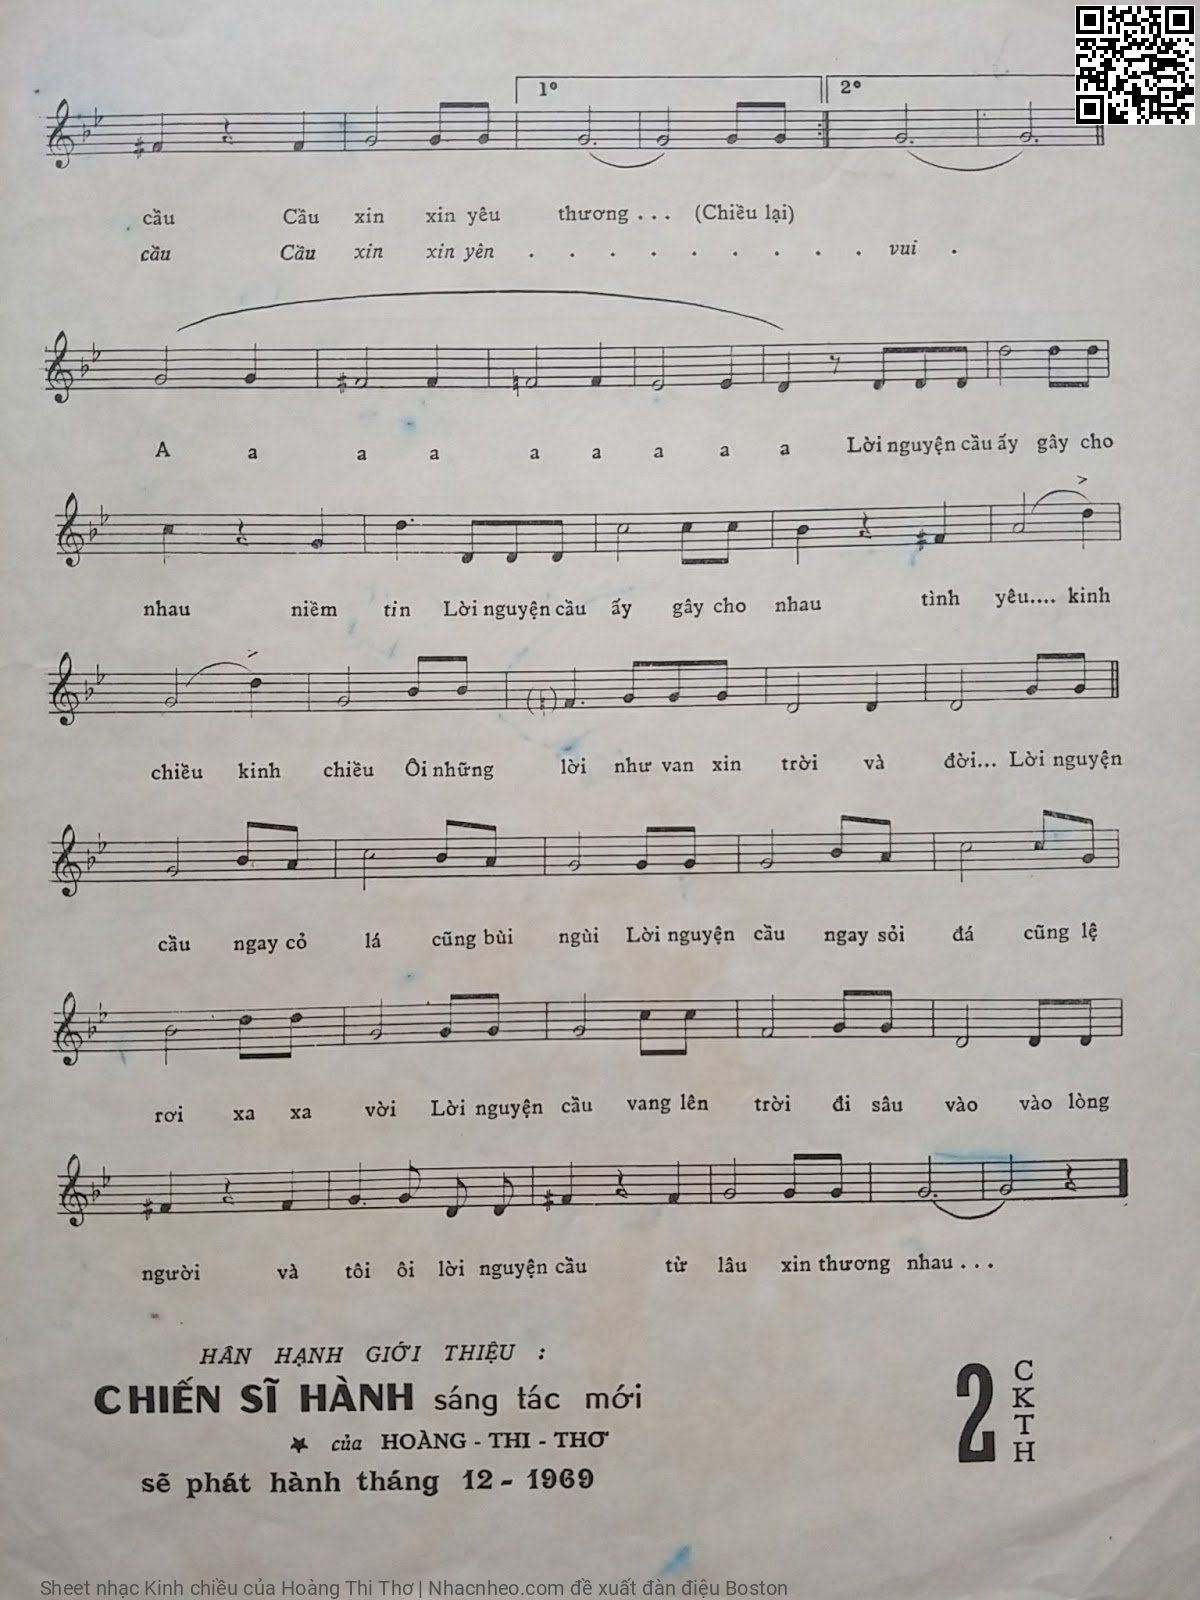 1º 2º
cầu Cầu xin xin yêu thương ... (Chiều lại)
cầu Cầu xin xin yên . . . . . . . . . vui .
A a a a a a a a a Lời nguyện cầu ấy gây cho
nhau niềm tin Lời nguyện cầu ấy gây cho nhau tình yêu.... kinh
chiều kinh chiều Ôi những lời như van xin trời và đời... Lời nguyện
cầu ngay cỏ lá cũng bùi ngùi Lời nguyện cầu ngay sỏi đá cũng lệ
rơi xa xa vời Lời nguyện cầu vang lên trời đi sâu vào vào lòng
người và tôi ôi lời nguyện cầu từ lâu xin thương nhau ...
HÂN HẠNH GIỚI THIỆU :
CHIẾN SĨ HÀNH sáng tác mới
của HOÀNG - THI - THƠ
sẽ phát hành tháng 12 - 1969
2 CKTH
Sheet nhạc Kinh chiều của Hoàng Thi Thơ | Nhacnheo.com đề xuất đàn điệu Boston